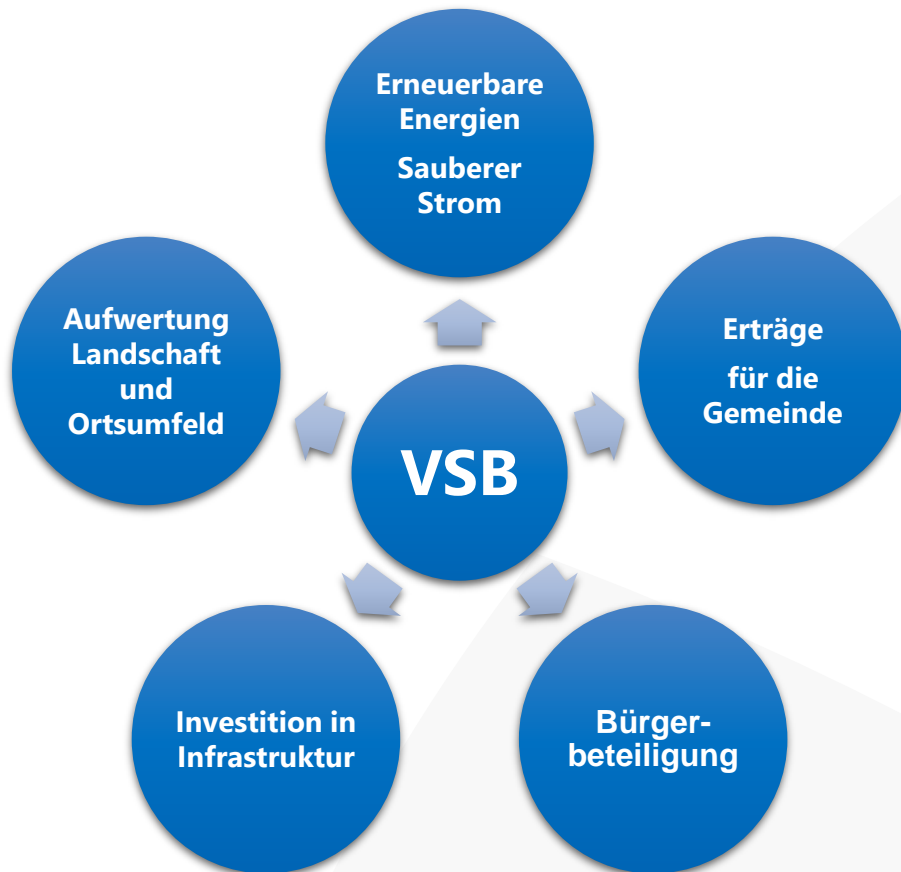 Erneuerbare
Energien
Sauberer
Strom
Aufwertung
Landschaft
und
Ortsumfeld
Erträge
für die
Gemeinde
VSB
Investition in
Infrastruktur
Bürger-
beteiligung